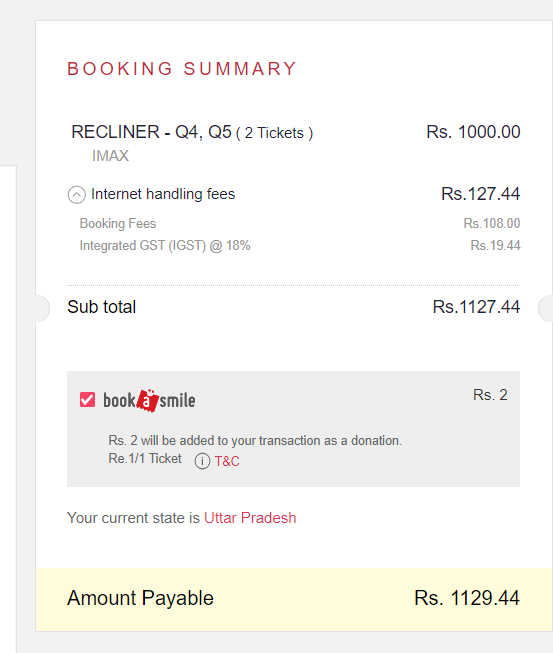 BOOKING SUMMARY
RECLINER - Q4, Q5 ( 2 Tickets ) Rs. 1000.00
IMAX
Internet handling fees Rs.127.44
Booking Fees Rs.108.00
Integrated GST (IGST) @ 18% Rs.19.44
Sub total Rs.1127.44
book a smile Rs. 2
Rs. 2 will be added to your transaction as a donation.
Re.1/1 Ticket i T&C
Your current state is Uttar Pradesh
Amount Payable Rs. 1129.44